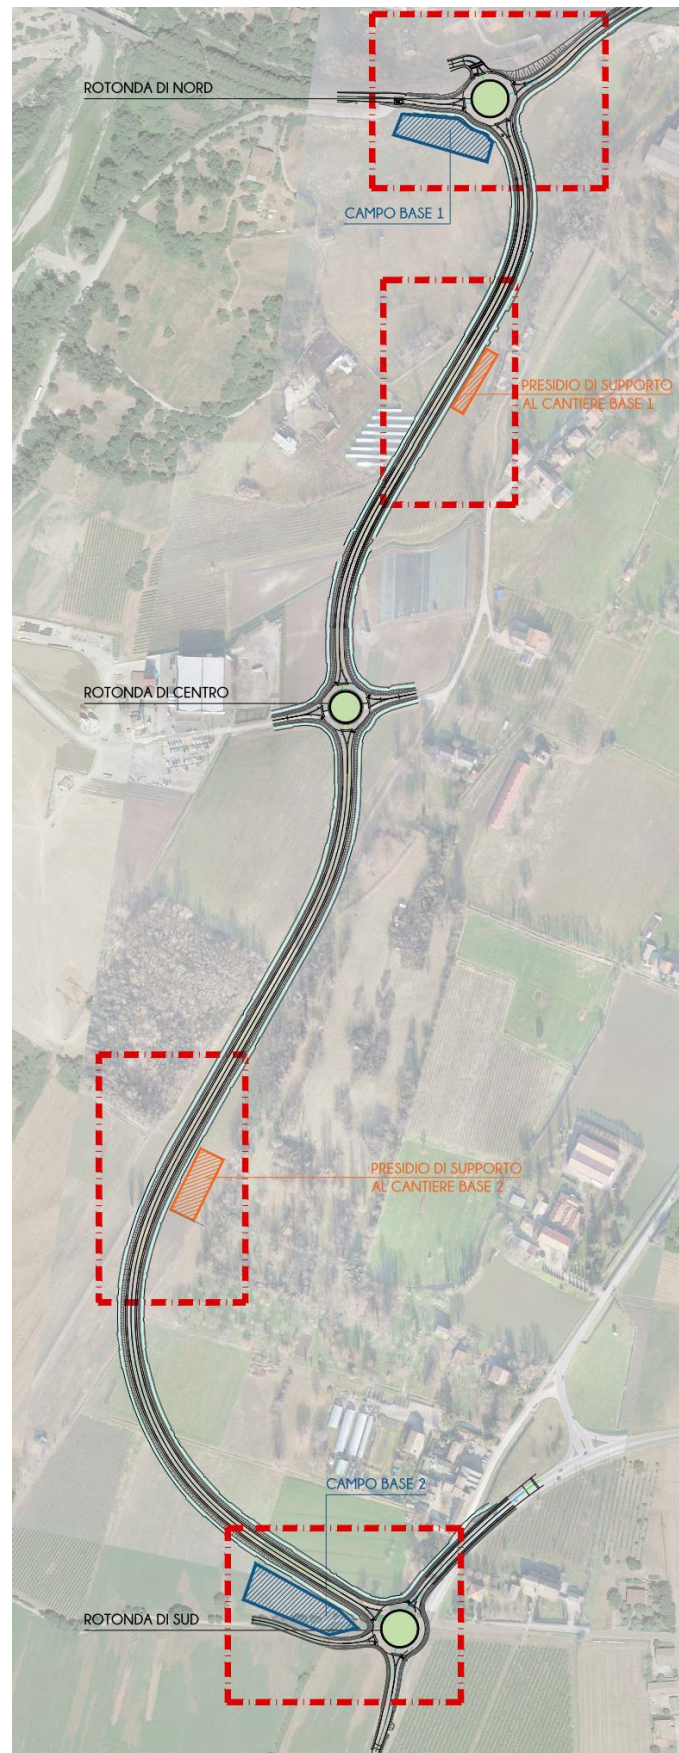 ROTONDA DI NORD
CAMPO BASE 1
PRESIDIO DI SUPPORTO
AL CANTIERE BASE 1
ROTONDA DI CENTRO
PRESIDIO DI SUPPORTO
AL CANTIERE BASE 2
CAMPO BASE 2
ROTONDA DI SUD